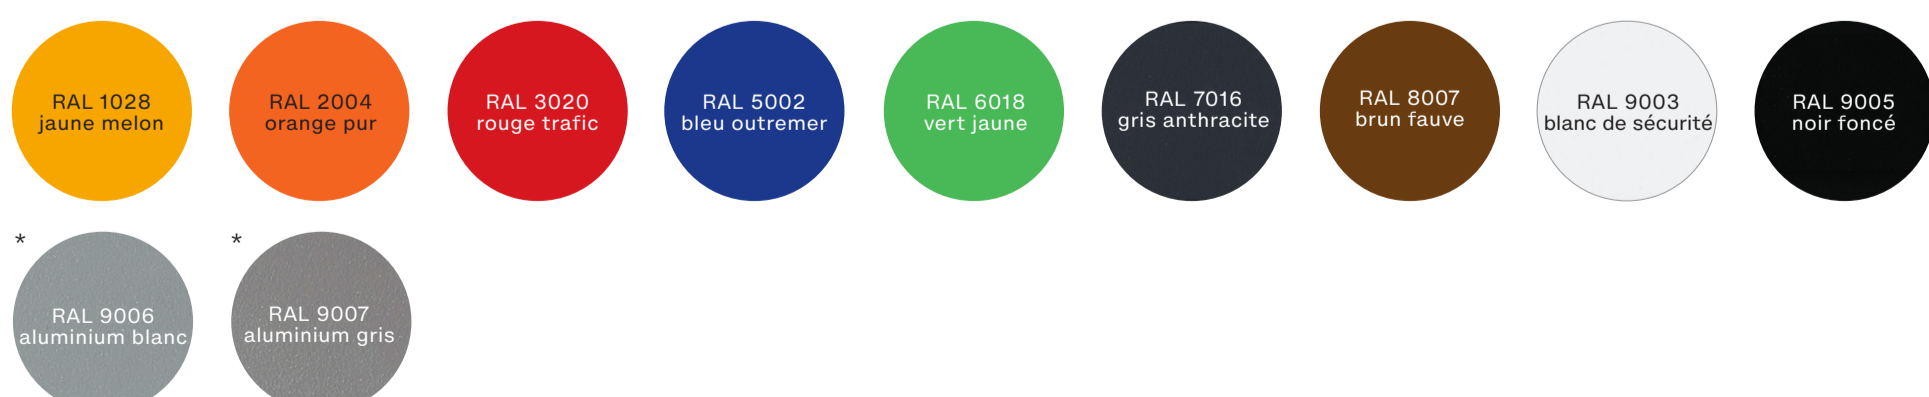 RAL 1028
jaune melon
RAL 2004
orange pur
RAL 3020
rouge trafic
RAL 5002
bleu outremer
RAL 6018
vert jaune
RAL 7016
gris anthracite
RAL 8007
brun fauve
RAL 9003
blanc de sécurité
RAL 9005
noir foncé
*
RAL 9006
aluminium blanc
*
RAL 9007
aluminium gris